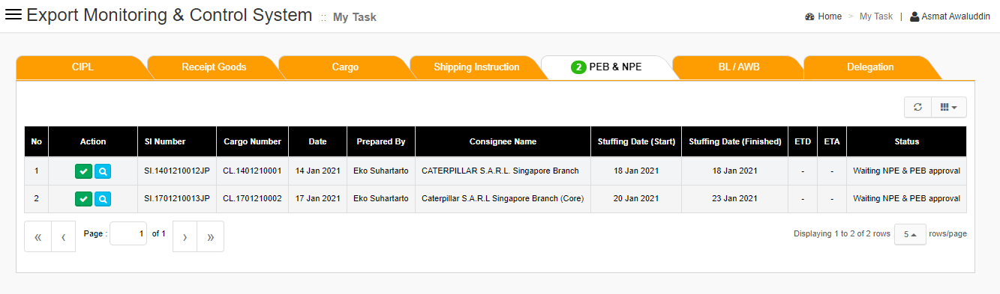 Export Monitoring & Control System :: My Task
Home > My Task | Asmat Awaluddin
CIPL Receipt Goods Cargo Shipping Instruction 2 PEB & NPE BL / AWB Delegation
No Action SI Number Cargo Number Date Prepared By Consignee Name Stuffing Date (Start) Stuffing Date (Finished) ETD ETA Status
1 SI.1401210012JP CL.1401210001 14 Jan 2021 Eko Suhartarto CATERPILLAR S.A.R.L. Singapore Branch 18 Jan 2021 18 Jan 2021 - - Waiting NPE & PEB approval
2 SI.1701210013JP CL.1701210002 17 Jan 2021 Eko Suhartarto Caterpillar S.A.R.L Singapore Branch (Core) 20 Jan 2021 23 Jan 2021 - - Waiting NPE & PEB approval
« ‹ Page : 1 of 1 › » Displaying 1 to 2 of 2 rows 5 rows/page